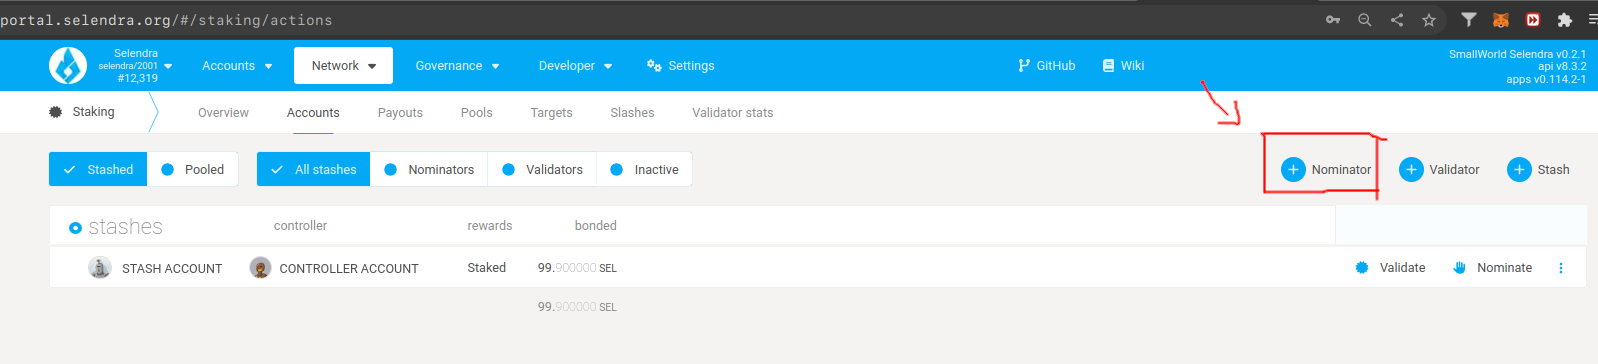 portal.selendra.org/#/staking/actions
Selendra
selendra/2001
#12,319
Accounts
Network
Governance
Developer
Settings
GitHub
Wiki
SmallWorld Selendra v0.2.1
api v8.3.2
apps v0.114.2-1
Staking
Overview
Accounts
Payouts
Pools
Targets
Slashes
Validator stats
Stashed
Pooled
All stashes
Nominators
Validators
Inactive
Nominator
Validator
Stash
stashes controller rewards bonded
STASH ACCOUNT CONTROLLER ACCOUNT Staked 99.900000 SEL Validate Nominate
99.900000 SEL